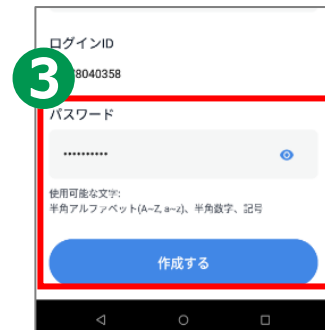 ログインID
3
8040358
パスワード
••••••••••
使用可能な文字:
半角アルファベット(A~Z, a~z)、半角数字、記号
作成する